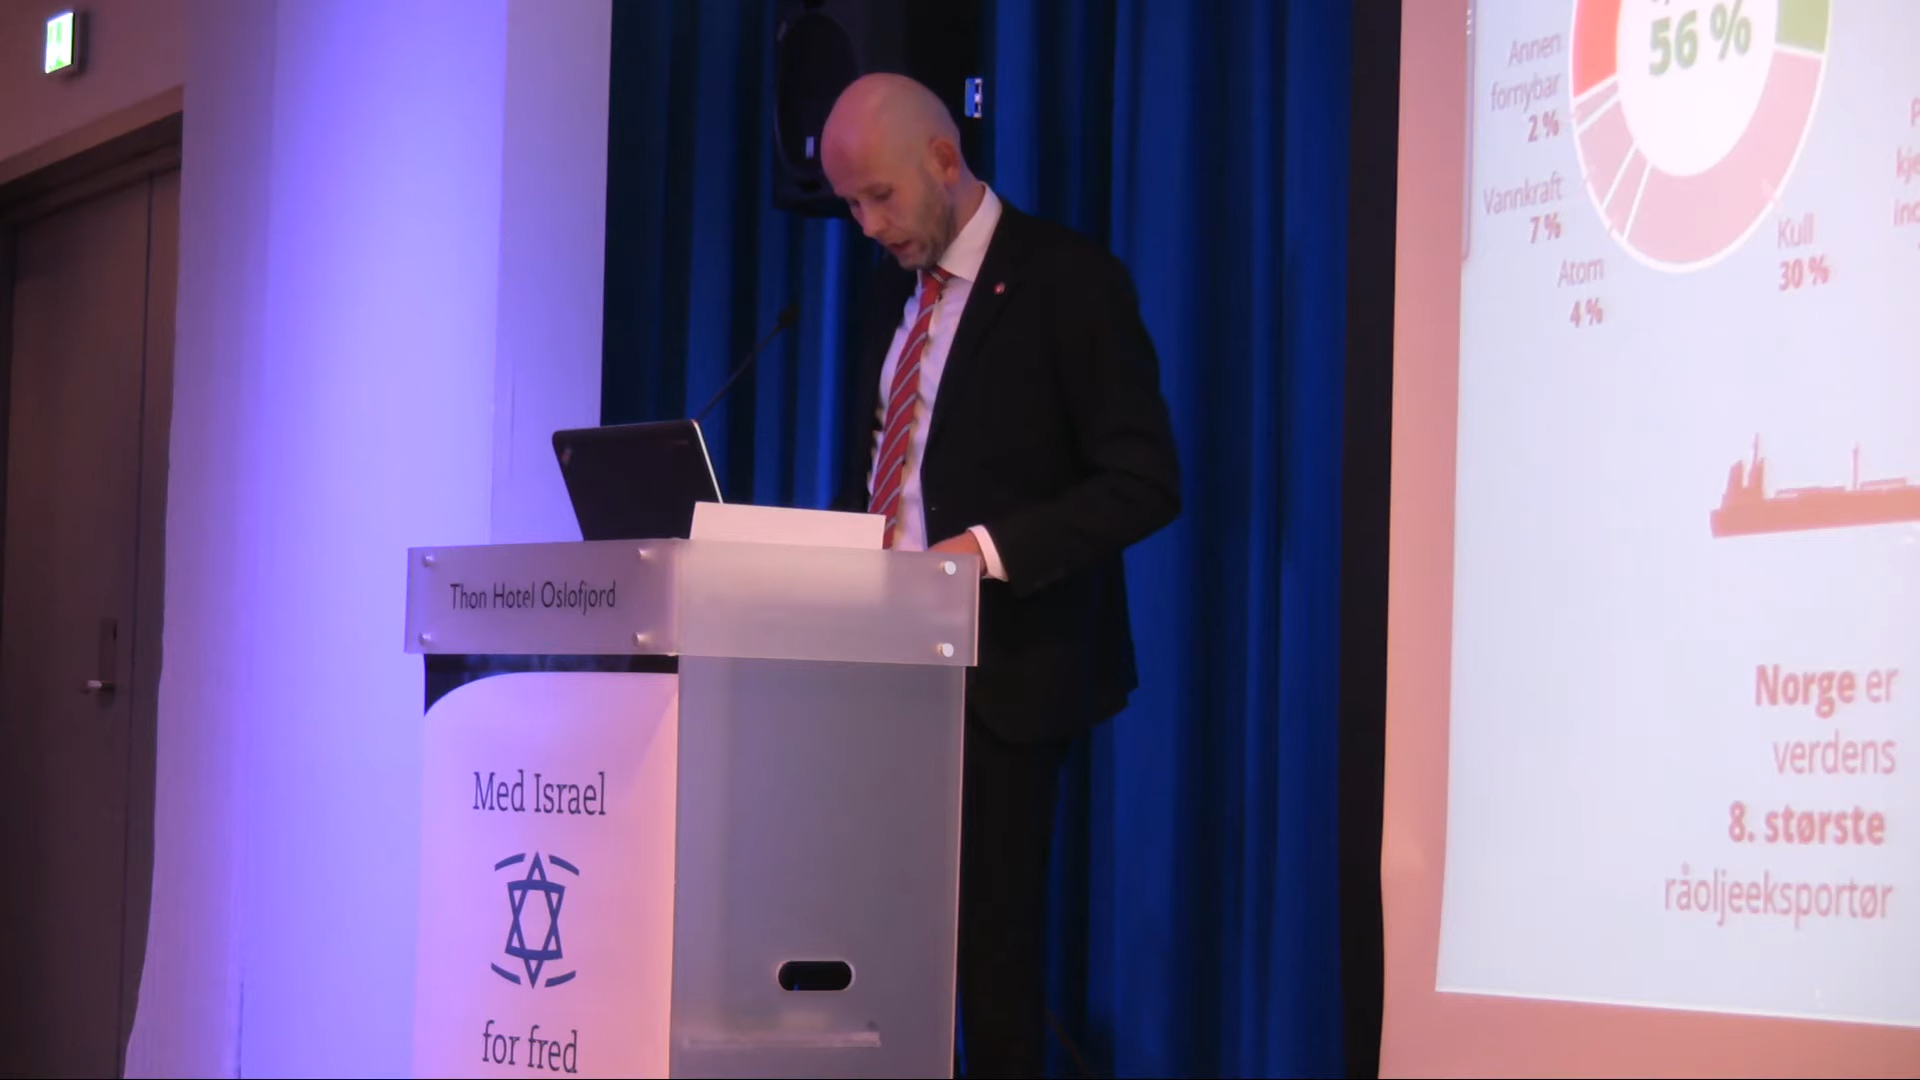 Thon Hotel Oslofjord
Med Israel
for fred
56 %
Annen
fornybar
2 %
Vannkraft
7 %
Atom
4 %
Kull
30 %
Norge er
verdens
8. største
råoljeeksportør